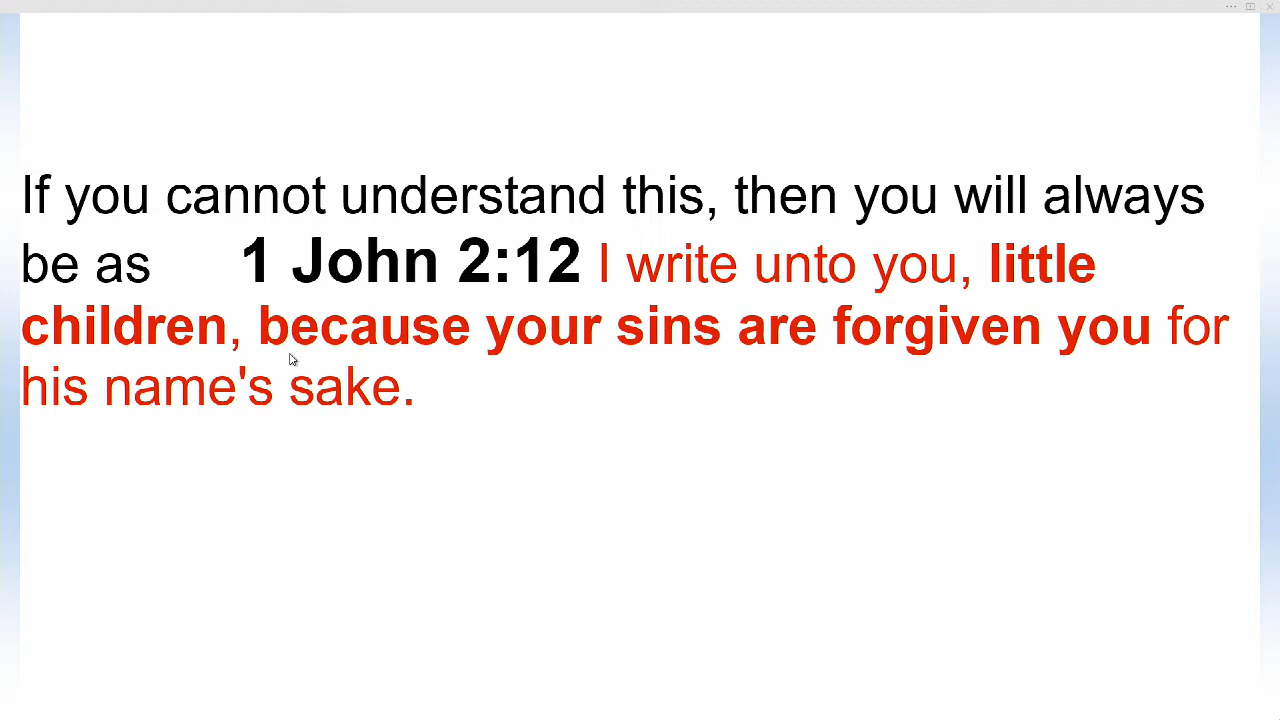 If you cannot understand this, then you will always
be as 1 John 2:12 I write unto you, little
children, because your sins are forgiven you for
his name's sake.